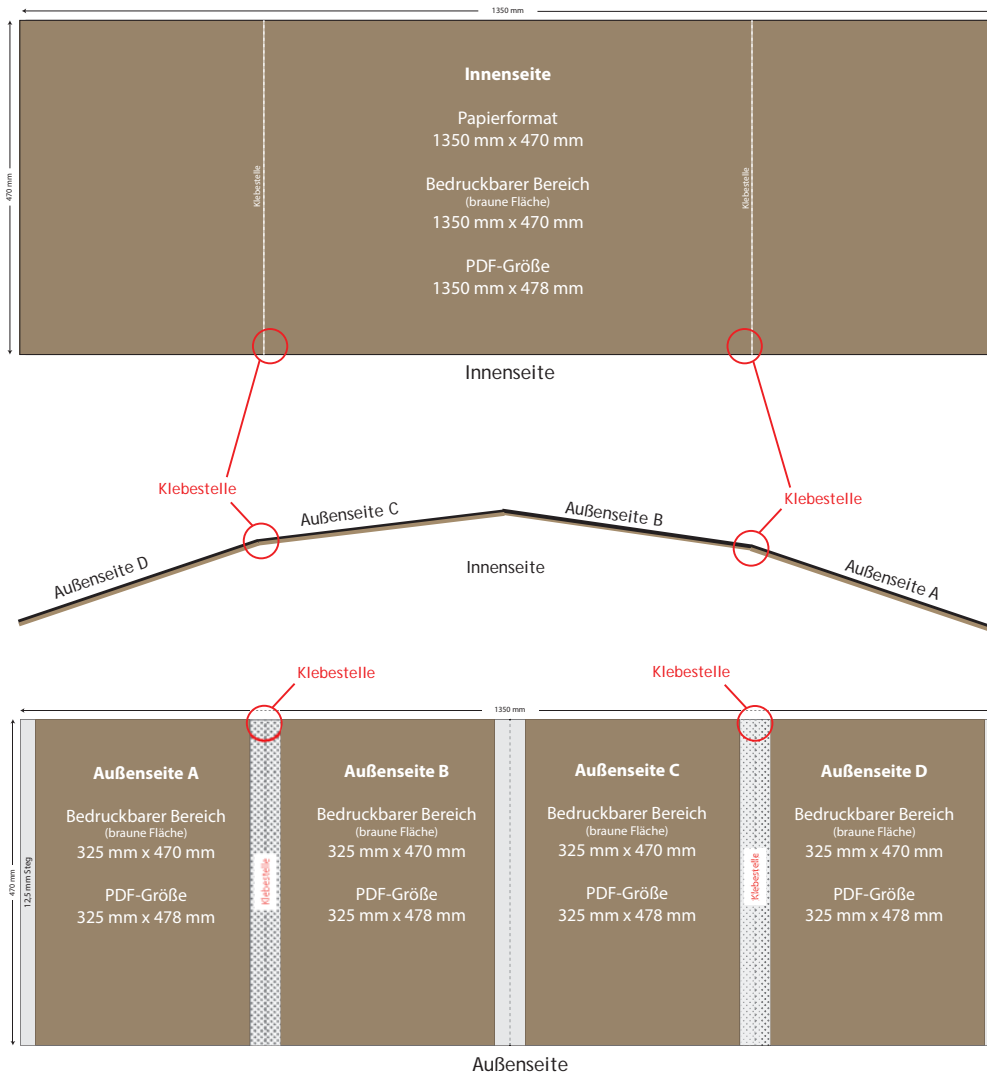 1350 mm
470 mm
Innenseite
Papierformat
1350 mm x 470 mm
Bedruckbarer Bereich
(braune Fläche)
1350 mm x 470 mm
PDF-Größe
1350 mm x 478 mm
Klebestelle
Klebestelle
Innenseite
Klebestelle
Klebestelle
Außenseite D
Außenseite C
Außenseite B
Außenseite A
Innenseite
Klebestelle
Klebestelle
1350 mm
470 mm
12,5 mm Steg
Außenseite A
Bedruckbarer Bereich
(braune Fläche)
325 mm x 470 mm
PDF-Größe
325 mm x 478 mm
Klebestelle
Außenseite B
Bedruckbarer Bereich
(braune Fläche)
325 mm x 470 mm
PDF-Größe
325 mm x 478 mm
Außenseite C
Bedruckbarer Bereich
(braune Fläche)
325 mm x 470 mm
PDF-Größe
325 mm x 478 mm
Klebestelle
Außenseite D
Bedruckbarer Bereich
(braune Fläche)
325 mm x 470 mm
PDF-Größe
325 mm x 478 mm
Außenseite